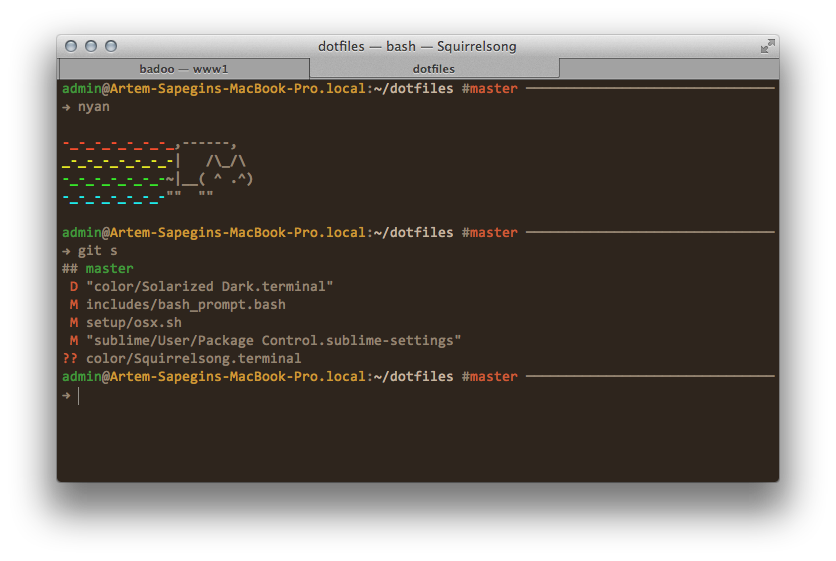 dotfiles — bash — Squirrelsong
badoo — www1 dotfiles
admin@Artem-Sapegins-MacBook-Pro.local:~/dotfiles #master
→ nyan
-_-_-_-_-_-_-_,------,
_-_-_-_-_-_-_-|   /\_/\
-_-_-_-_-_-_-~|__( ^ .^)
-_-_-_-_-_-_-""  ""
admin@Artem-Sapegins-MacBook-Pro.local:~/dotfiles #master
→ git s
## master
 D "color/Solarized Dark.terminal"
 M includes/bash_prompt.bash
 M setup/osx.sh
 M "sublime/User/Package Control.sublime-settings"
?? color/Squirrelsong.terminal
admin@Artem-Sapegins-MacBook-Pro.local:~/dotfiles #master
→